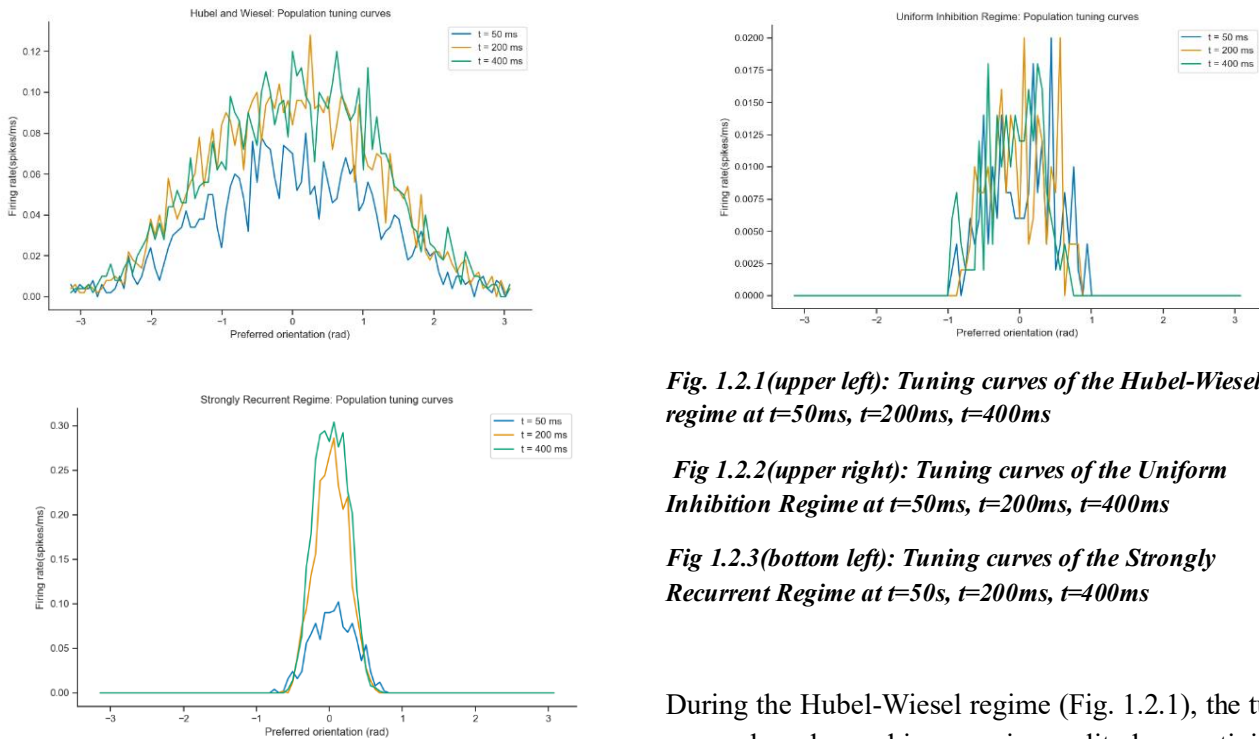 Hubel and Wiesel: Population tuning curves
t = 50 ms
t = 200 ms
t = 400 ms
0.12
0.10
0.08
0.06
0.04
0.02
0.00
Firing rate(spikes/ms)
−3 −2 −1 0 1 2 3
Preferred orientation (rad)
Uniform Inhibition Regime: Population tuning curves
t = 50 ms
t = 200 ms
t = 400 ms
0.0200
0.0175
0.0150
0.0125
0.0100
0.0075
0.0050
0.0025
0.0000
Firing rate(spikes/ms)
−3 −2 −1 0 1 2 3
Preferred orientation (rad)
Strongly Recurrent Regime: Population tuning curves
t = 50 ms
t = 200 ms
t = 400 ms
0.30
0.25
0.20
0.15
0.10
0.05
0.00
Firing rate(spikes/ms)
−3 −2 −1 0 1 2 3
Preferred orientation (rad)
Fig. 1.2.1(upper left): Tuning curves of the Hubel-Wiesel
regime at t=50ms, t=200ms, t=400ms
Fig 1.2.2(upper right): Tuning curves of the Uniform
Inhibition Regime at t=50ms, t=200ms, t=400ms
Fig 1.2.3(bottom left): Tuning curves of the Strongly
Recurrent Regime at t=50s, t=200ms, t=400ms
During the Hubel-Wiesel regime (Fig. 1.2.1), the